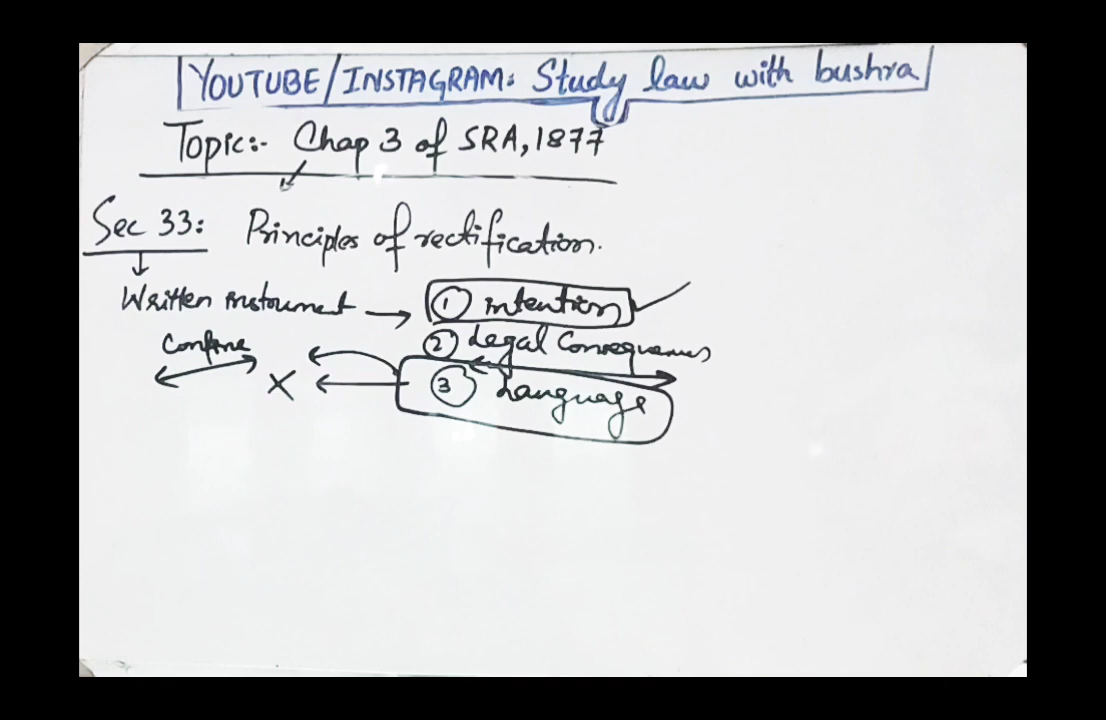 YOUTUBE/INSTAGRAM: Study law with bushra
Topic:- Chap 3 of SRA, 1877
Sec 33: Principles of rectification.
Written instrument → ① intention
② Legal Consequences
Confine
X ③ Language